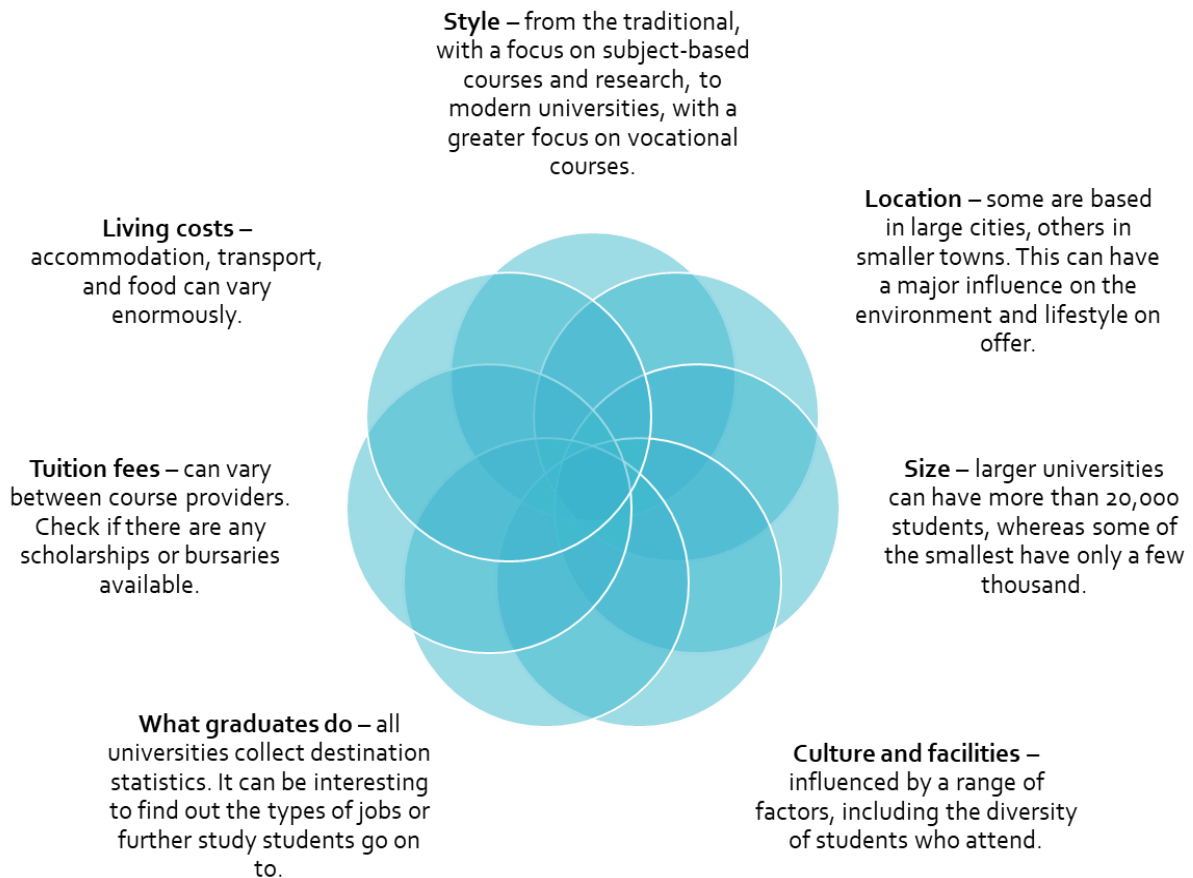 Style – from the traditional,
with a focus on subject-based
courses and research, to
modern universities, with a
greater focus on vocational
courses.
Location – some are based
in large cities, others in
smaller towns. This can have
a major influence on the
environment and lifestyle on
offer.
Size – larger universities
can have more than 20,000
students, whereas some of
the smallest have only a few
thousand.
Culture and facilities –
influenced by a range of
factors, including the diversity
of students who attend.
What graduates do – all
universities collect destination
statistics. It can be interesting
to find out the types of jobs or
further study students go on
to.
Tuition fees – can vary
between course providers.
Check if there are any
scholarships or bursaries
available.
Living costs –
accommodation, transport,
and food can vary
enormously.